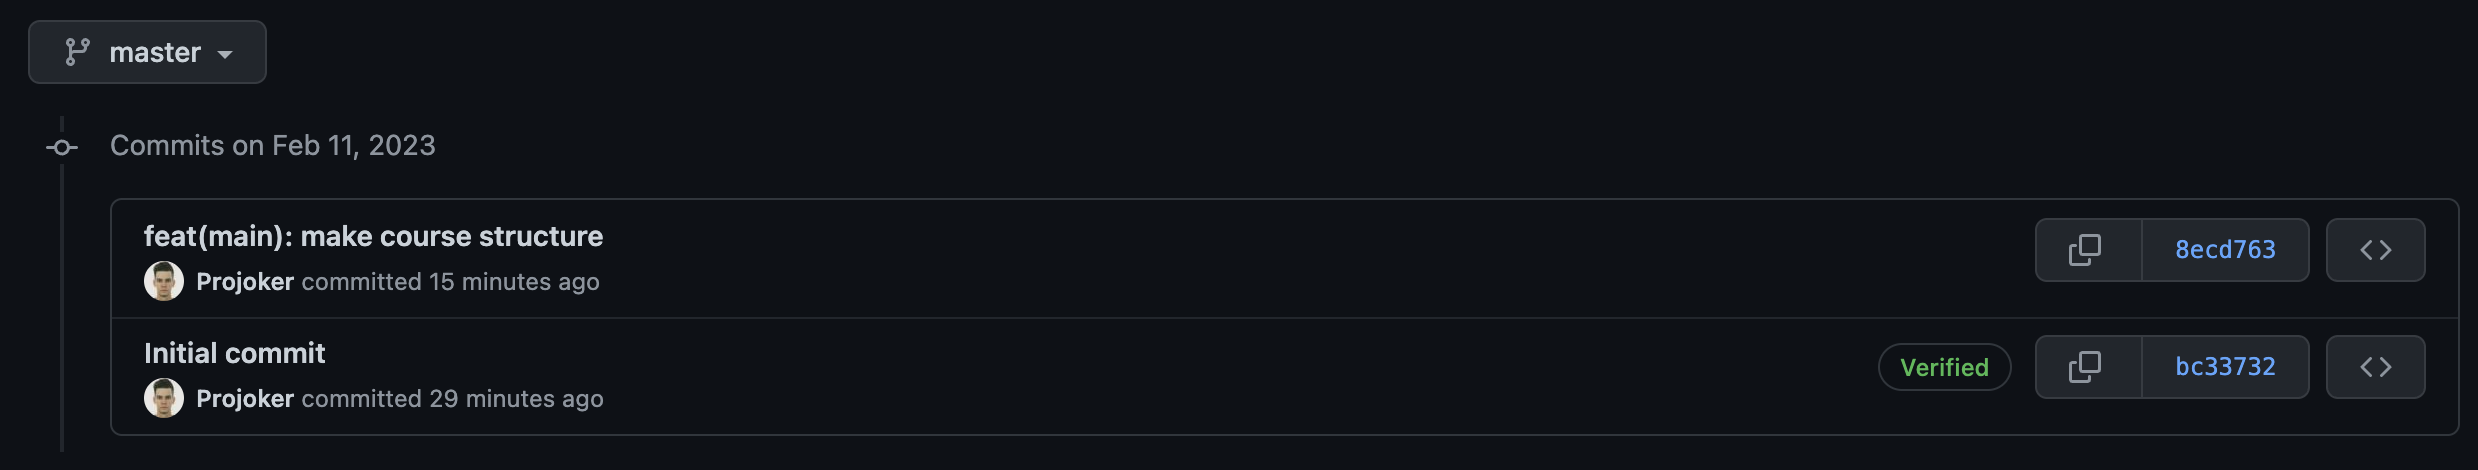 master
Commits on Feb 11, 2023
feat(main): make course structure
Projoker committed 15 minutes ago
8ecd763
Initial commit
Projoker committed 29 minutes ago
Verified
bc33732